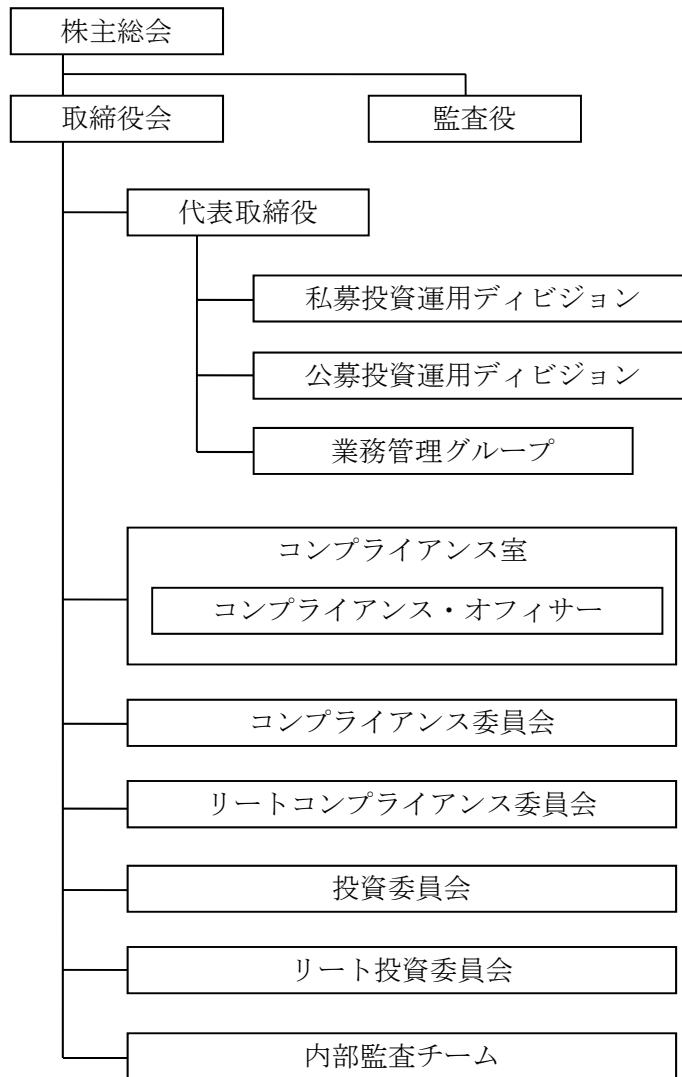 株主総会
取締役会
監査役
代表取締役
私募投資運用ディビジョン
公募投資運用ディビジョン
業務管理グループ
コンプライアンス室
コンプライアンス・オフィサー
コンプライアンス委員会
リートコンプライアンス委員会
投資委員会
リート投資委員会
内部監査チーム